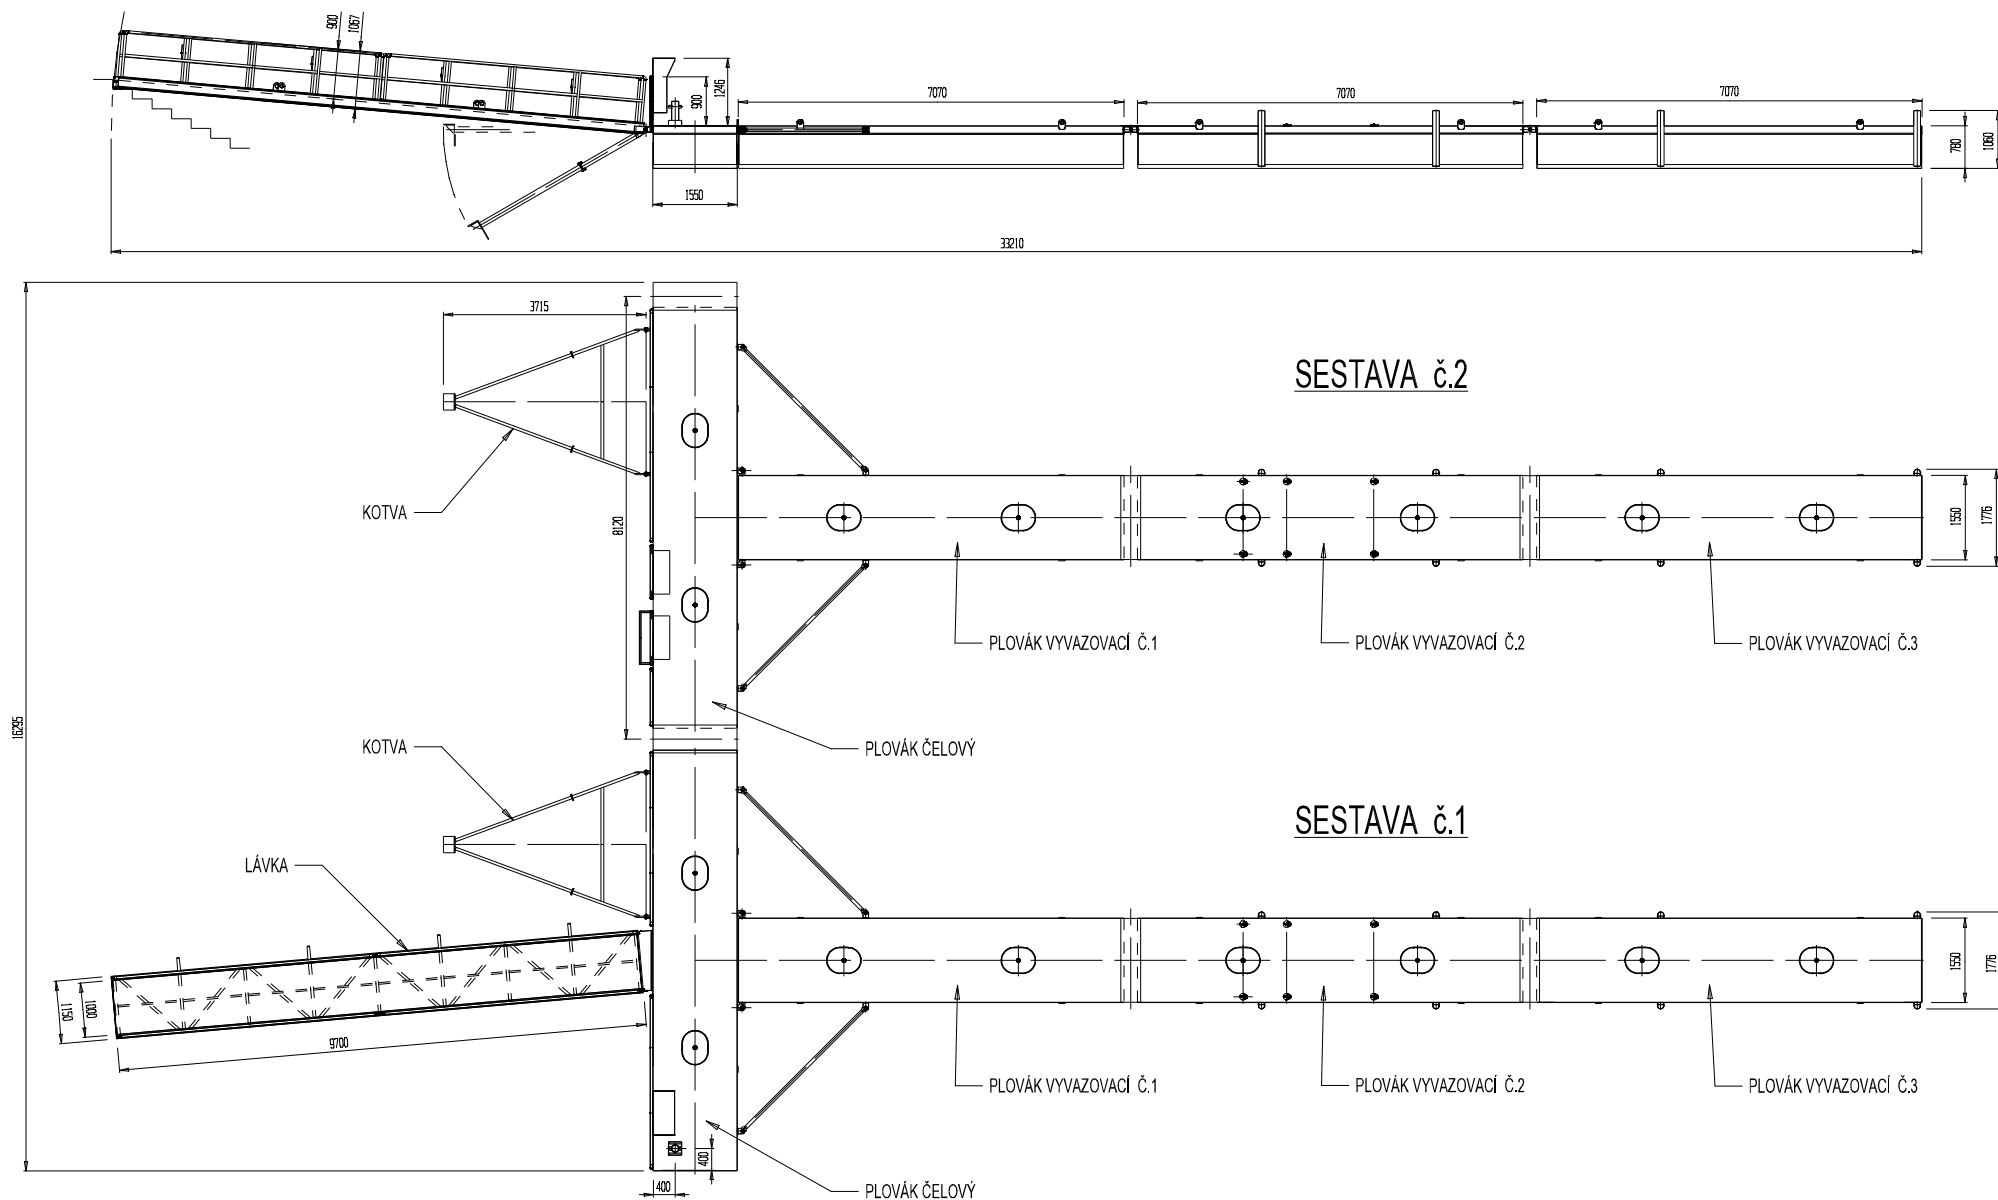 900
1067
1246
900
7070
7070
7070
780
1060
1550
33210
3715
SESTAVA č.2
KOTVA
8120
1550
1776
PLOVÁK VYVAZOVACÍ Č.1
PLOVÁK VYVAZOVACÍ Č.2
PLOVÁK VYVAZOVACÍ Č.3
16295
KOTVA
PLOVÁK ČELOVÝ
SESTAVA č.1
LÁVKA
1150
1000
9700
1550
1776
PLOVÁK VYVAZOVACÍ Č.1
PLOVÁK VYVAZOVACÍ Č.2
PLOVÁK VYVAZOVACÍ Č.3
400
400
PLOVÁK ČELOVÝ